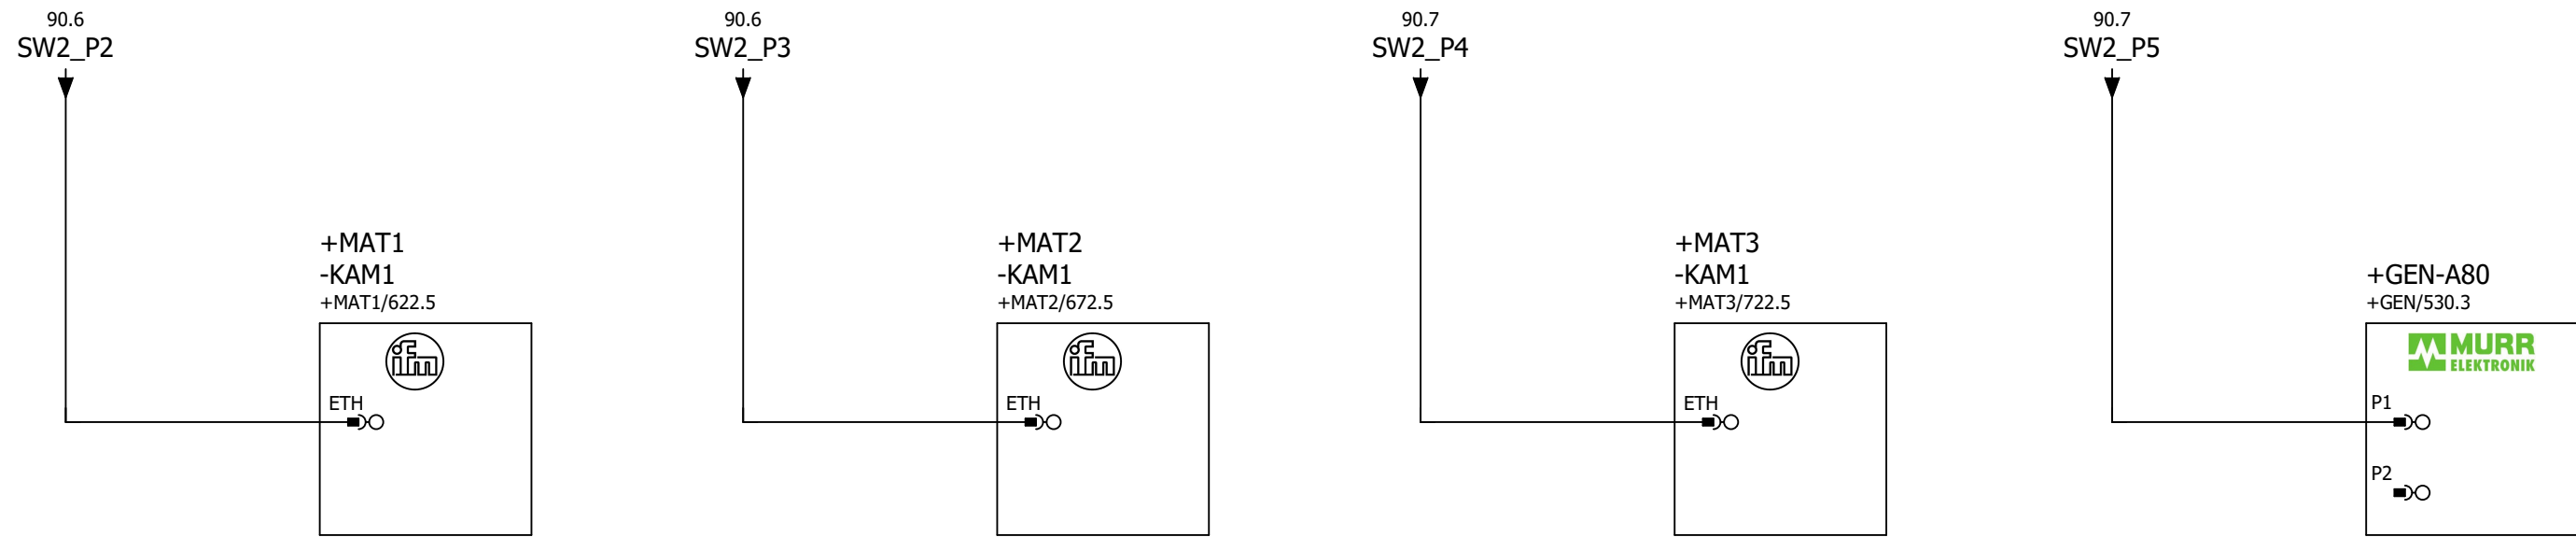 90.6
SW2_P2
90.6
SW2_P3
90.7
SW2_P4
90.7
SW2_P5
+MAT1
-KAM1
+MAT1/622.5
ifm
ETH
+MAT2
-KAM1
+MAT2/672.5
ifm
ETH
+MAT3
-KAM1
+MAT3/722.5
ifm
ETH
+GEN-A80
+GEN/530.3
MURR
ELEKTRONIK
P1
P2